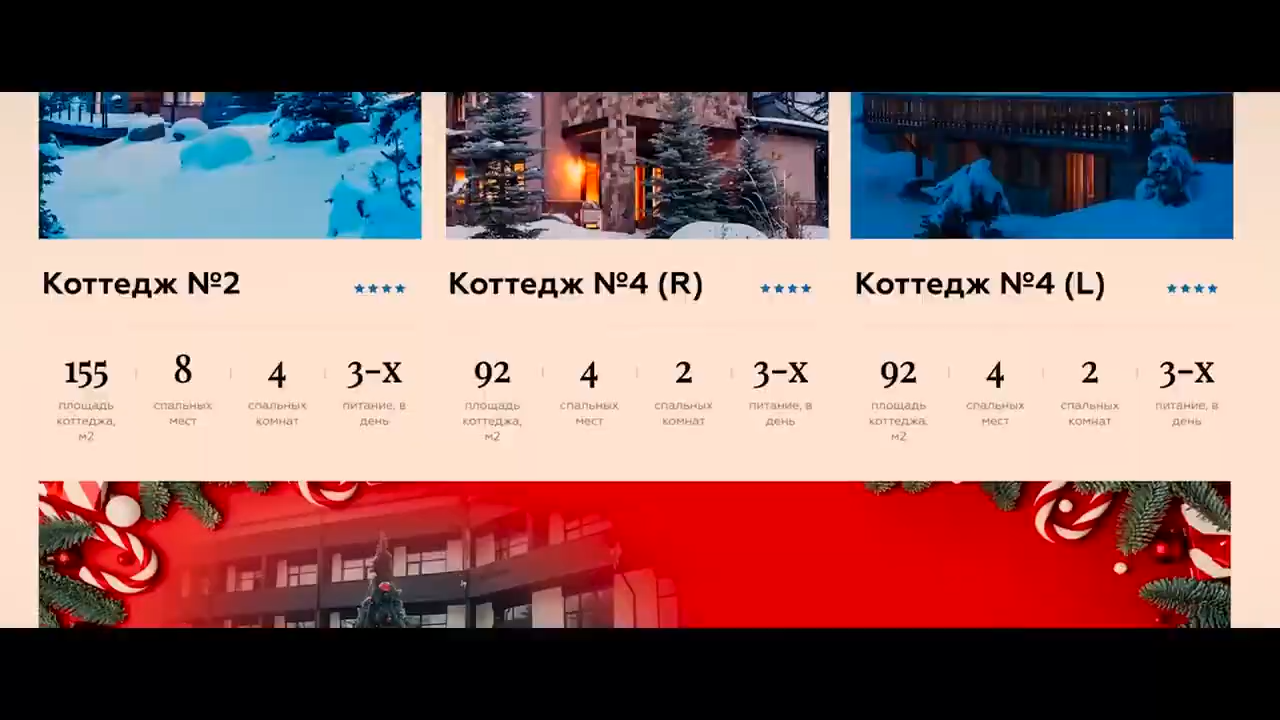 Коттедж №2
Коттедж №4 (R)
Коттедж №4 (L)
155
8
4
3-х
92
4
2
3-х
92
4
2
3-х
площадь
коттеджа,
м2
спальных
мест
спальных
комнат
питание, в
день
площадь
коттеджа,
м2
спальных
мест
спальных
комнат
питание, в
день
площадь
коттеджа,
м2
спальных
мест
спальных
комнат
питание, в
день